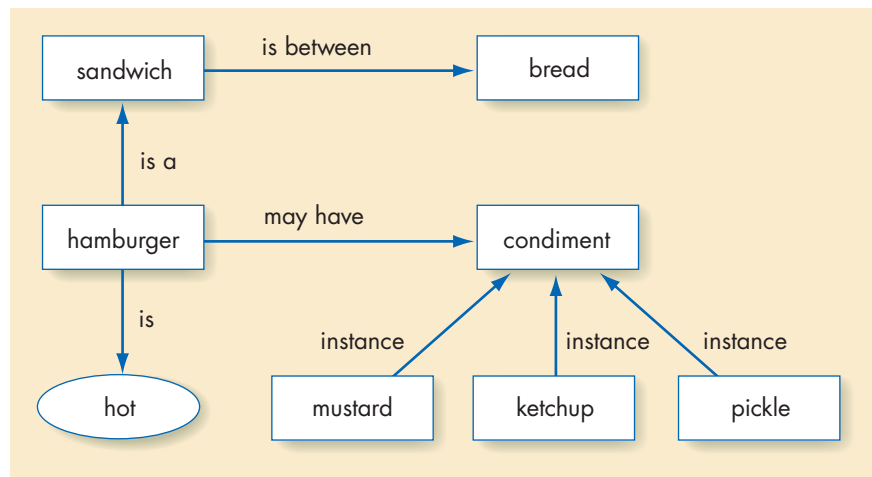 is between
sandwich
bread
is a
may have
hamburger
condiment
is
instance
instance
instance
hot
mustard
ketchup
pickle